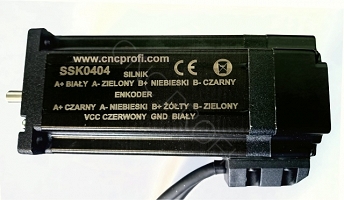 www.cncprofi.com
SSK0404
SILNIK
A+ BIAŁY A- ZIELONY B+ NIEBIESKI B- CZARNY
ENKODER
A+ CZARNY A- NIEBIESKI B+ ŻÓŁTY B- ZIELONY
VCC CZERWONY GND BIAŁY